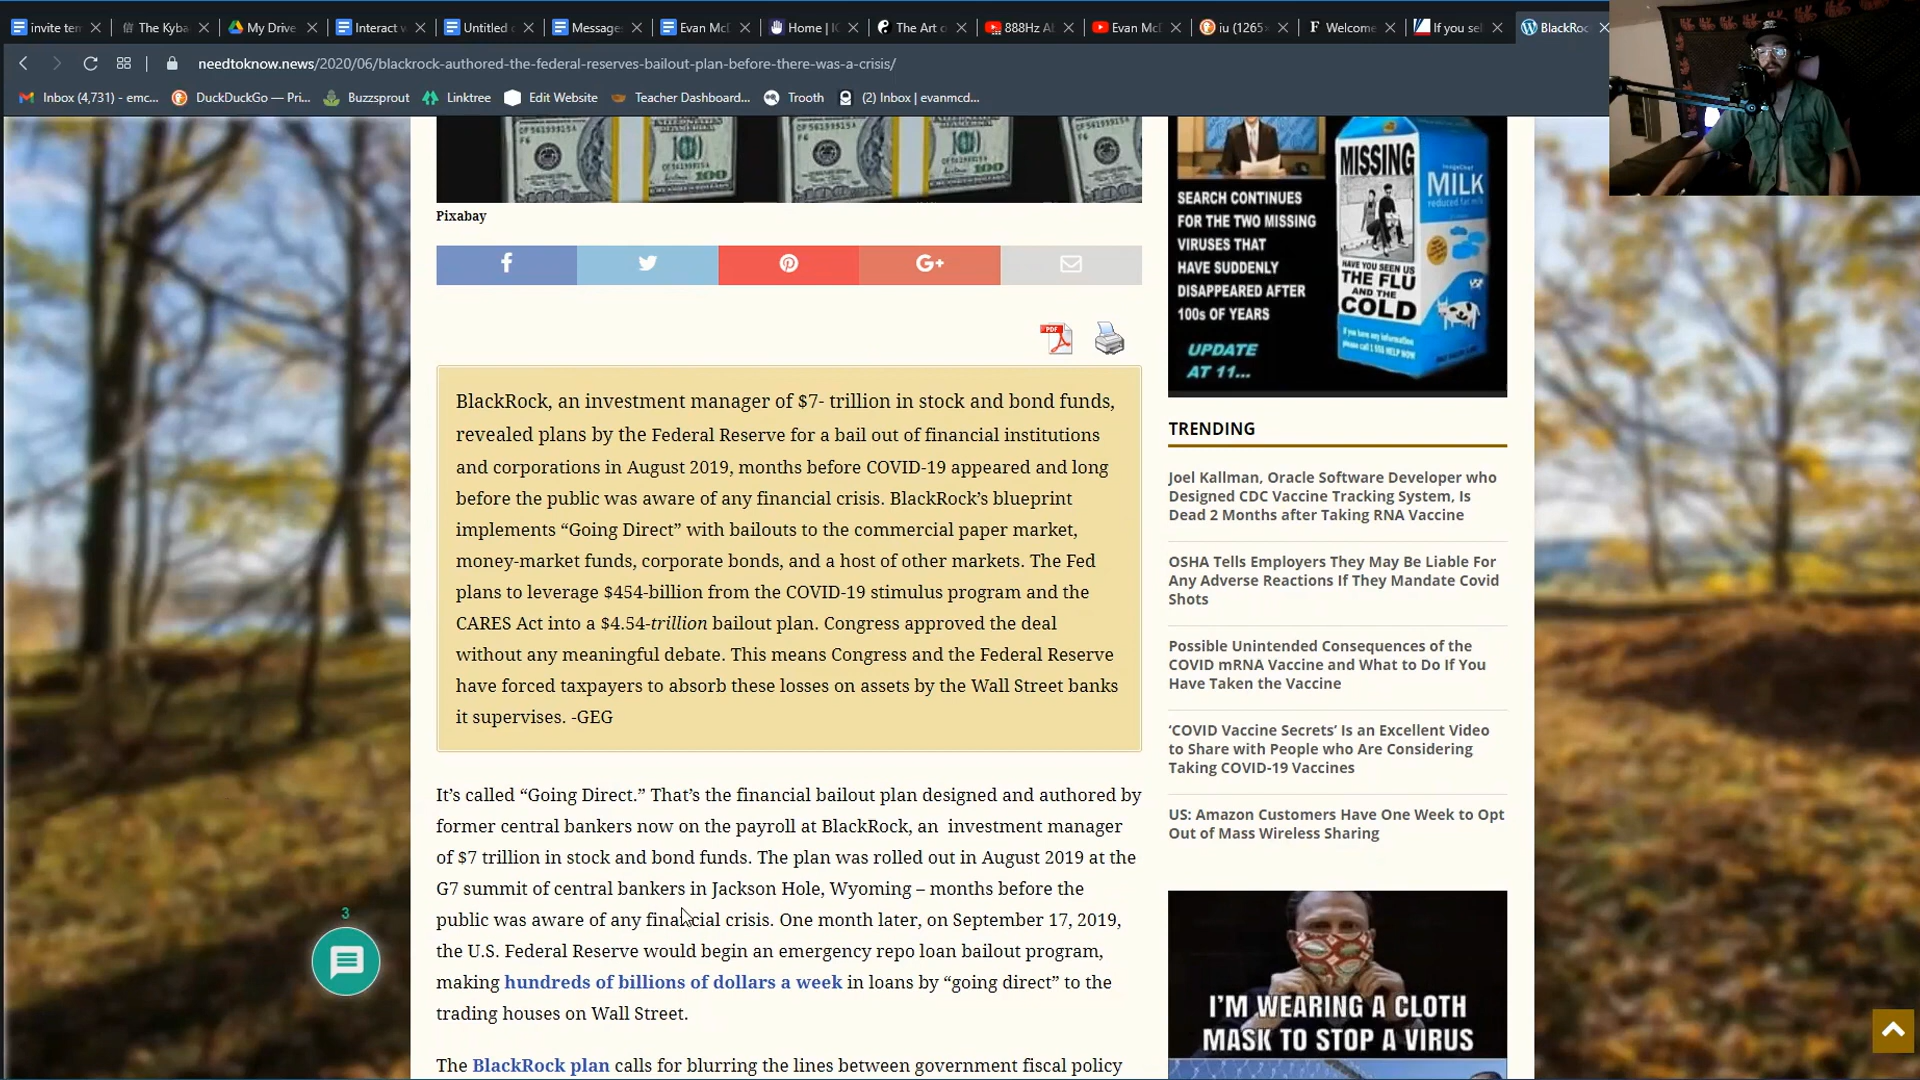 invite ten
The Kyba
My Drive
Interact w
Untitled
Message
Evan McD
Home | IC
The Art o
888Hz Al
Evan McD
iu (1265×
Welcome
If you sel
BlackRoc
needtoknow.news/2020/06/blackrock-authored-the-federal-reserves-bailout-plan-before-there-was-a-crisis/
Inbox (4,731) - emc...
DuckDuckGo — Pri...
Buzzsprout
Linktree
Edit Website
Teacher Dashboard...
Trooth
(2) Inbox | evanmcd...
Pixabay
PDF
BlackRock, an investment manager of $7- trillion in stock and bond funds,
revealed plans by the Federal Reserve for a bail out of financial institutions
and corporations in August 2019, months before COVID-19 appeared and long
before the public was aware of any financial crisis. BlackRock’s blueprint
implements “Going Direct” with bailouts to the commercial paper market,
money-market funds, corporate bonds, and a host of other markets. The Fed
plans to leverage $454-billion from the COVID-19 stimulus program and the
CARES Act into a $4.54-trillion bailout plan. Congress approved the deal
without any meaningful debate. This means Congress and the Federal Reserve
have forced taxpayers to absorb these losses on assets by the Wall Street banks
it supervises. -GEG
It’s called “Going Direct.” That’s the financial bailout plan designed and authored by
former central bankers now on the payroll at BlackRock, an  investment manager
of $7 trillion in stock and bond funds. The plan was rolled out in August 2019 at the
G7 summit of central bankers in Jackson Hole, Wyoming – months before the
public was aware of any financial crisis. One month later, on September 17, 2019,
the U.S. Federal Reserve would begin an emergency repo loan bailout program,
making hundreds of billions of dollars a week in loans by “going direct” to the
trading houses on Wall Street.
The BlackRock plan calls for blurring the lines between government fiscal policy
3
SEARCH CONTINUES
FOR THE TWO MISSING
VIRUSES THAT
HAVE SUDDENLY
DISAPPEARED AFTER
100s OF YEARS
UPDATE
AT 11...
MISSING
HAVE YOU SEEN US
THE FLU
AND THE
COLD
MILK
reduced fat milk
TRENDING
Joel Kallman, Oracle Software Developer who
Designed CDC Vaccine Tracking System, Is
Dead 2 Months after Taking RNA Vaccine
OSHA Tells Employers They May Be Liable For
Any Adverse Reactions If They Mandate Covid
Shots
Possible Unintended Consequences of the
COVID mRNA Vaccine and What to Do If You
Have Taken the Vaccine
‘COVID Vaccine Secrets’ Is an Excellent Video
to Share with People who Are Considering
Taking COVID-19 Vaccines
US: Amazon Customers Have One Week to Opt
Out of Mass Wireless Sharing
I’M WEARING A CLOTH
MASK TO STOP A VIRUS